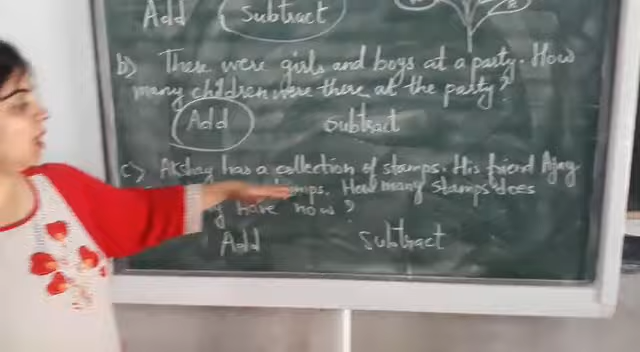 Add Subtract
b) There were girls and boys at a party. How
many children were there at the party?
Add subtract
c) Akshay has a collection of stamps. His friend Ajay
stamps. How many stamps does
have now?
Add Subtract